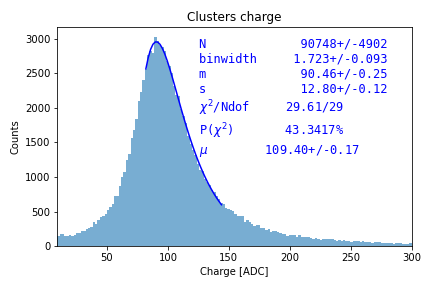 Clusters charge
Counts
3000
2500
2000
1500
1000
500
0
N 90748+/-4902
binwidth 1.723+/-0.093
m 90.46+/-0.25
s 12.80+/-0.12
χ²/Ndof 29.61/29
P(χ²) 43.3417%
μ 109.40+/-0.17
50 100 150 200 250 300
Charge [ADC]